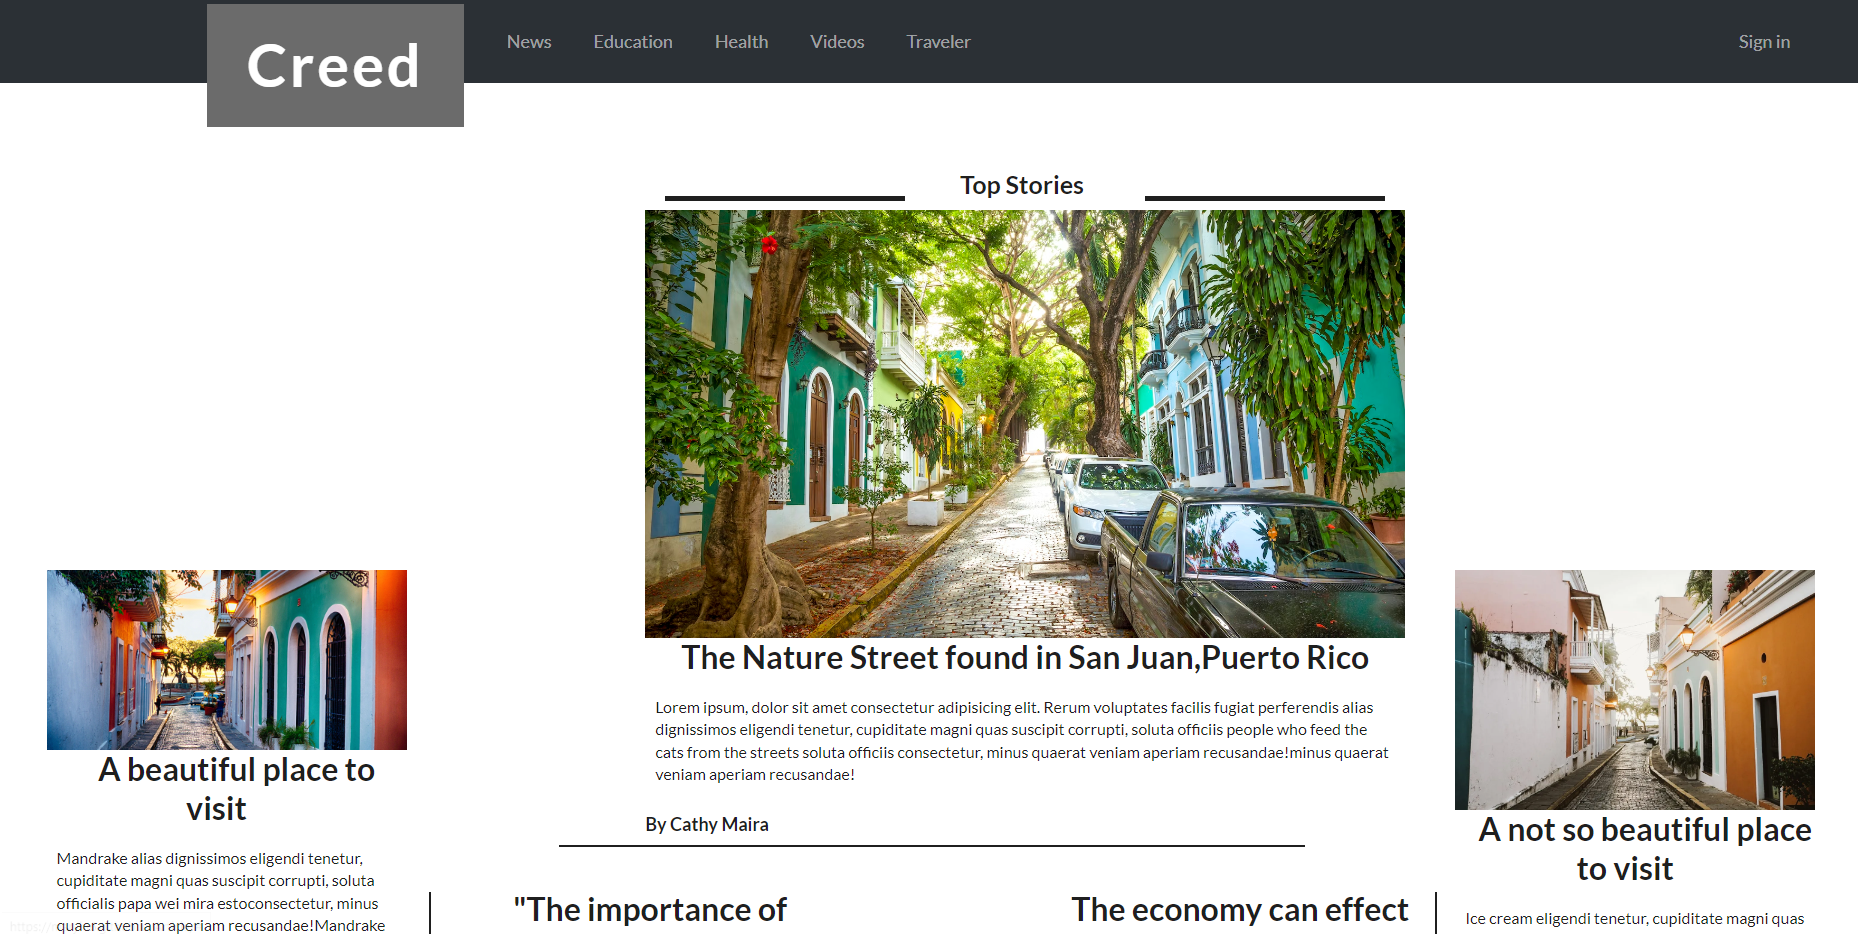 Creed
News Education Health Videos Traveler Sign in
Top Stories
The Nature Street found in San Juan,Puerto Rico
Lorem ipsum, dolor sit amet consectetur adipisicing elit. Rerum voluptates facilis fugiat perferendis alias
dignissimos eligendi tenetur, cupiditate magni quas suscipit corrupti, soluta officiis people who feed the
cats from the streets soluta officiis consectetur, minus quaerat veniam aperiam recusandae!minus quaerat
veniam aperiam recusandae!
By Cathy Maira
A beautiful place to
visit
Mandrake alias dignissimos eligendi tenetur,
cupiditate magni quas suscipit corrupti, soluta
officialis papa wei mira estoconsectetur, minus
quaerat veniam aperiam recusandae!Mandrake
"The importance of
The economy can effect
A not so beautiful place
to visit
Ice cream eligendi tenetur, cupiditate magni quas